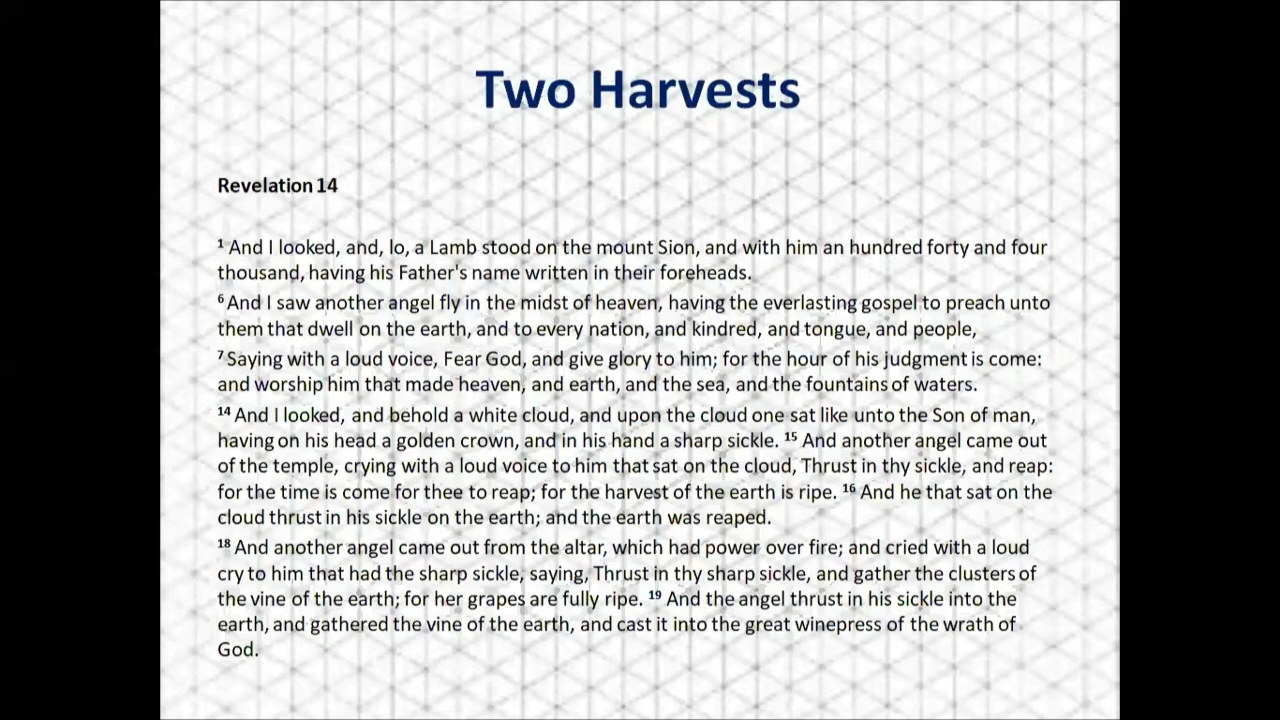 Two Harvests
Revelation 14
1 And I looked, and, lo, a Lamb stood on the mount Sion, and with him an hundred forty and four
thousand, having his Father's name written in their foreheads.
6 And I saw another angel fly in the midst of heaven, having the everlasting gospel to preach unto
them that dwell on the earth, and to every nation, and kindred, and tongue, and people,
7 Saying with a loud voice, Fear God, and give glory to him; for the hour of his judgment is come:
and worship him that made heaven, and earth, and the sea, and the fountains of waters.
14 And I looked, and behold a white cloud, and upon the cloud one sat like unto the Son of man,
having on his head a golden crown, and in his hand a sharp sickle. 15 And another angel came out
of the temple, crying with a loud voice to him that sat on the cloud, Thrust in thy sickle, and reap:
for the time is come for thee to reap; for the harvest of the earth is ripe. 16 And he that sat on the
cloud thrust in his sickle on the earth; and the earth was reaped.
18 And another angel came out from the altar, which had power over fire; and cried with a loud
cry to him that had the sharp sickle, saying, Thrust in thy sharp sickle, and gather the clusters of
the vine of the earth; for her grapes are fully ripe. 19 And the angel thrust in his sickle into the
earth, and gathered the vine of the earth, and cast it into the great winepress of the wrath of
God.